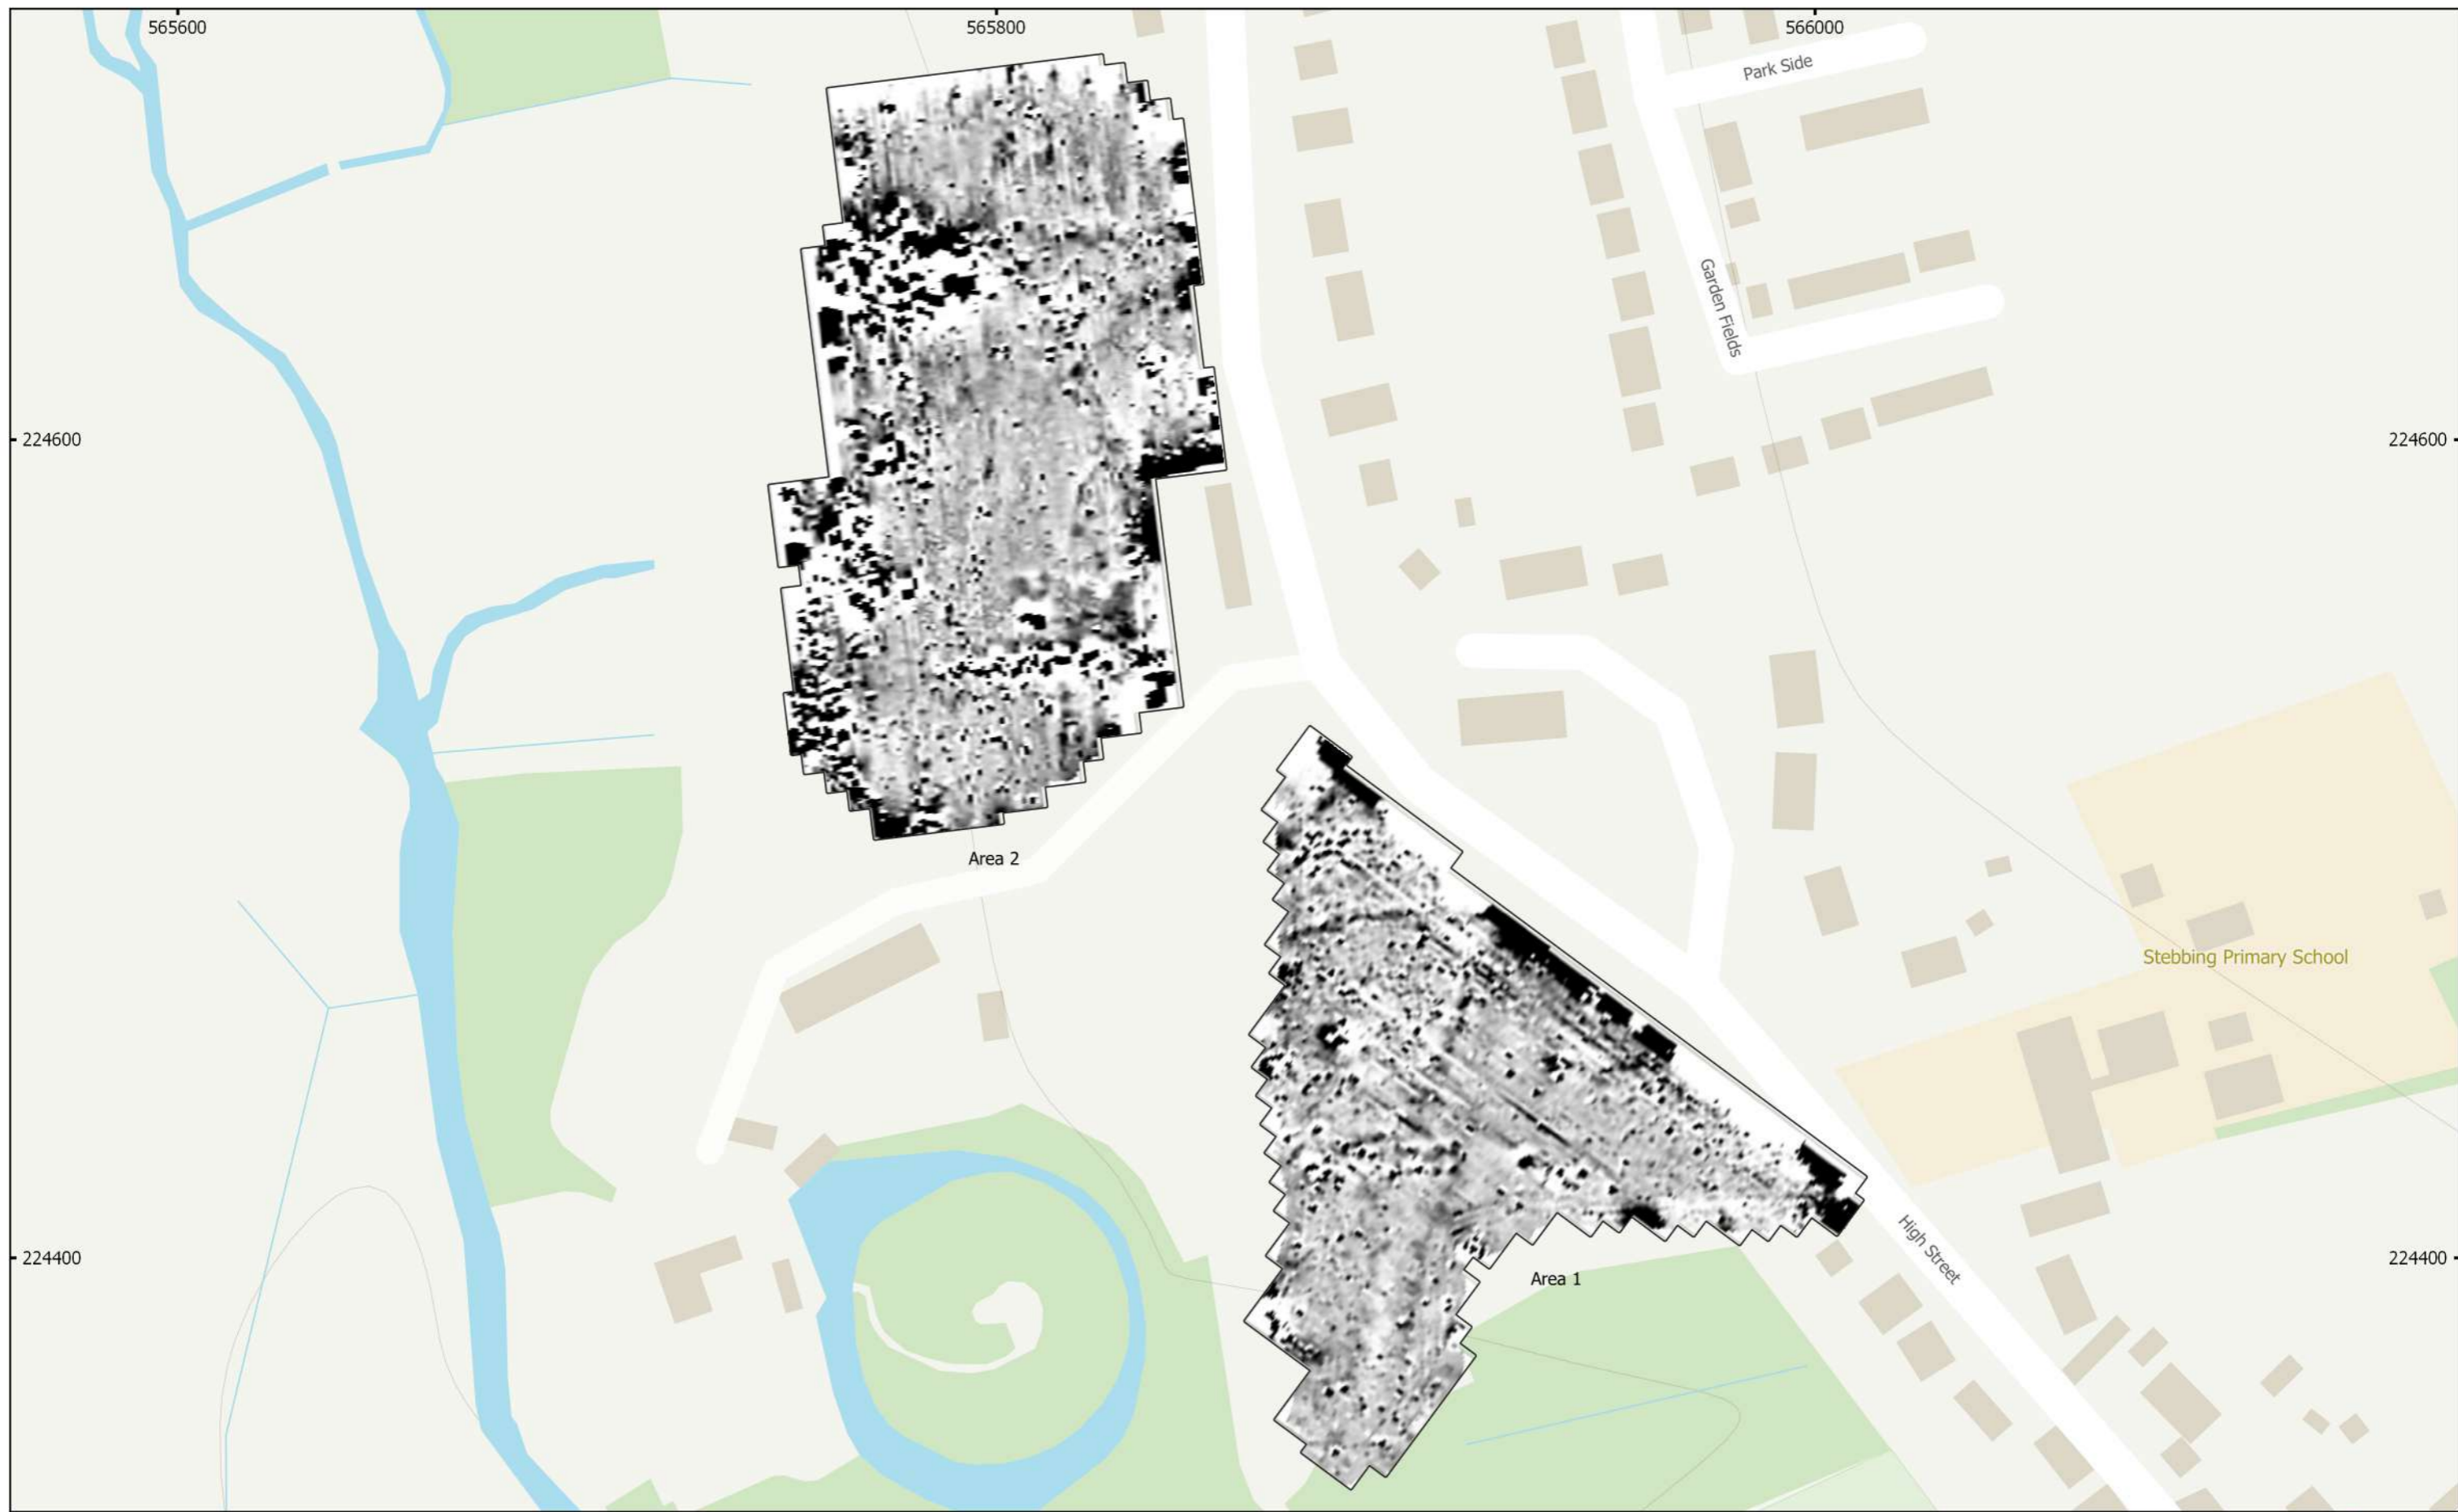 565600
565800
566000
Park Side
Garden Fields
224600
224600
Area 2
Stebbing Primary School
High Street
224400
224400
Area 1